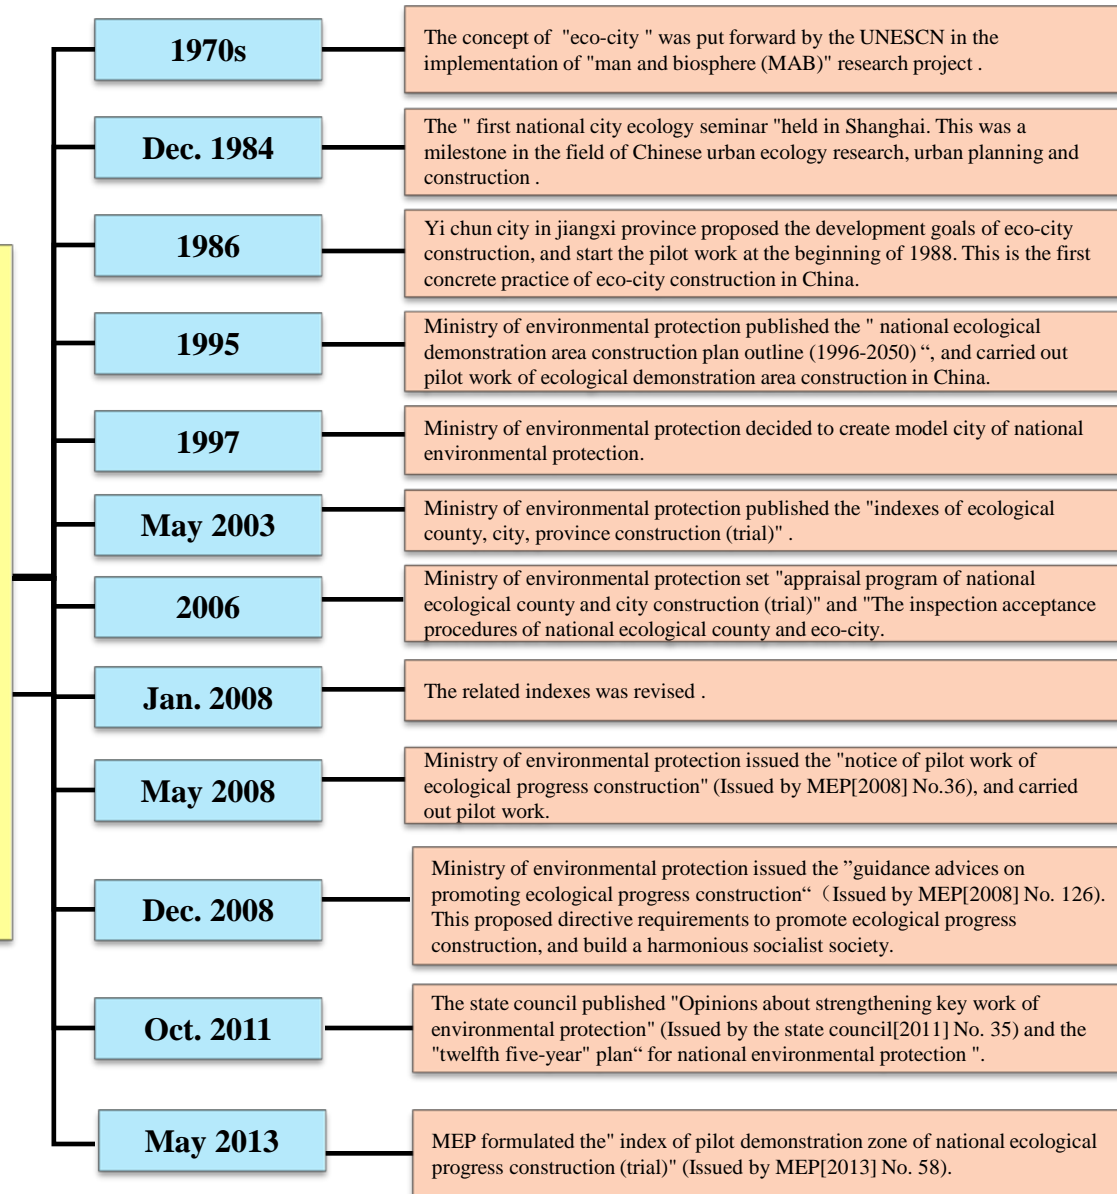 1970s
The concept of "eco-city " was put forward by the UNESCN in the
implementation of "man and biosphere (MAB)" research project .
Dec. 1984
The " first national city ecology seminar "held in Shanghai. This was a
milestone in the field of Chinese urban ecology research, urban planning and
construction .
1986
Yi chun city in jiangxi province proposed the development goals of eco-city
construction, and start the pilot work at the beginning of 1988. This is the first
concrete practice of eco-city construction in China.
1995
Ministry of environmental protection published the " national ecological
demonstration area construction plan outline (1996-2050) “, and carried out
pilot work of ecological demonstration area construction in China.
1997
Ministry of environmental protection decided to create model city of national
environmental protection.
May 2003
Ministry of environmental protection published the "indexes of ecological
county, city, province construction (trial)" .
2006
Ministry of environmental protection set "appraisal program of national
ecological county and city construction (trial)" and "The inspection acceptance
procedures of national ecological county and eco-city.
Jan. 2008
The related indexes was revised .
May 2008
Ministry of environmental protection issued the "notice of pilot work of
ecological progress construction" (Issued by MEP[2008] No.36), and carried
out pilot work.
Dec. 2008
Ministry of environmental protection issued the ”guidance advices on
promoting ecological progress construction“（Issued by MEP[2008] No. 126).
This proposed directive requirements to promote ecological progress
construction, and build a harmonious socialist society.
Oct. 2011
The state council published "Opinions about strengthening key work of
environmental protection" (Issued by the state council[2011] No. 35) and the
"twelfth five-year" plan“ for national environmental protection ".
May 2013
MEP formulated the" index of pilot demonstration zone of national ecological
progress construction (trial)" (Issued by MEP[2013] No. 58).